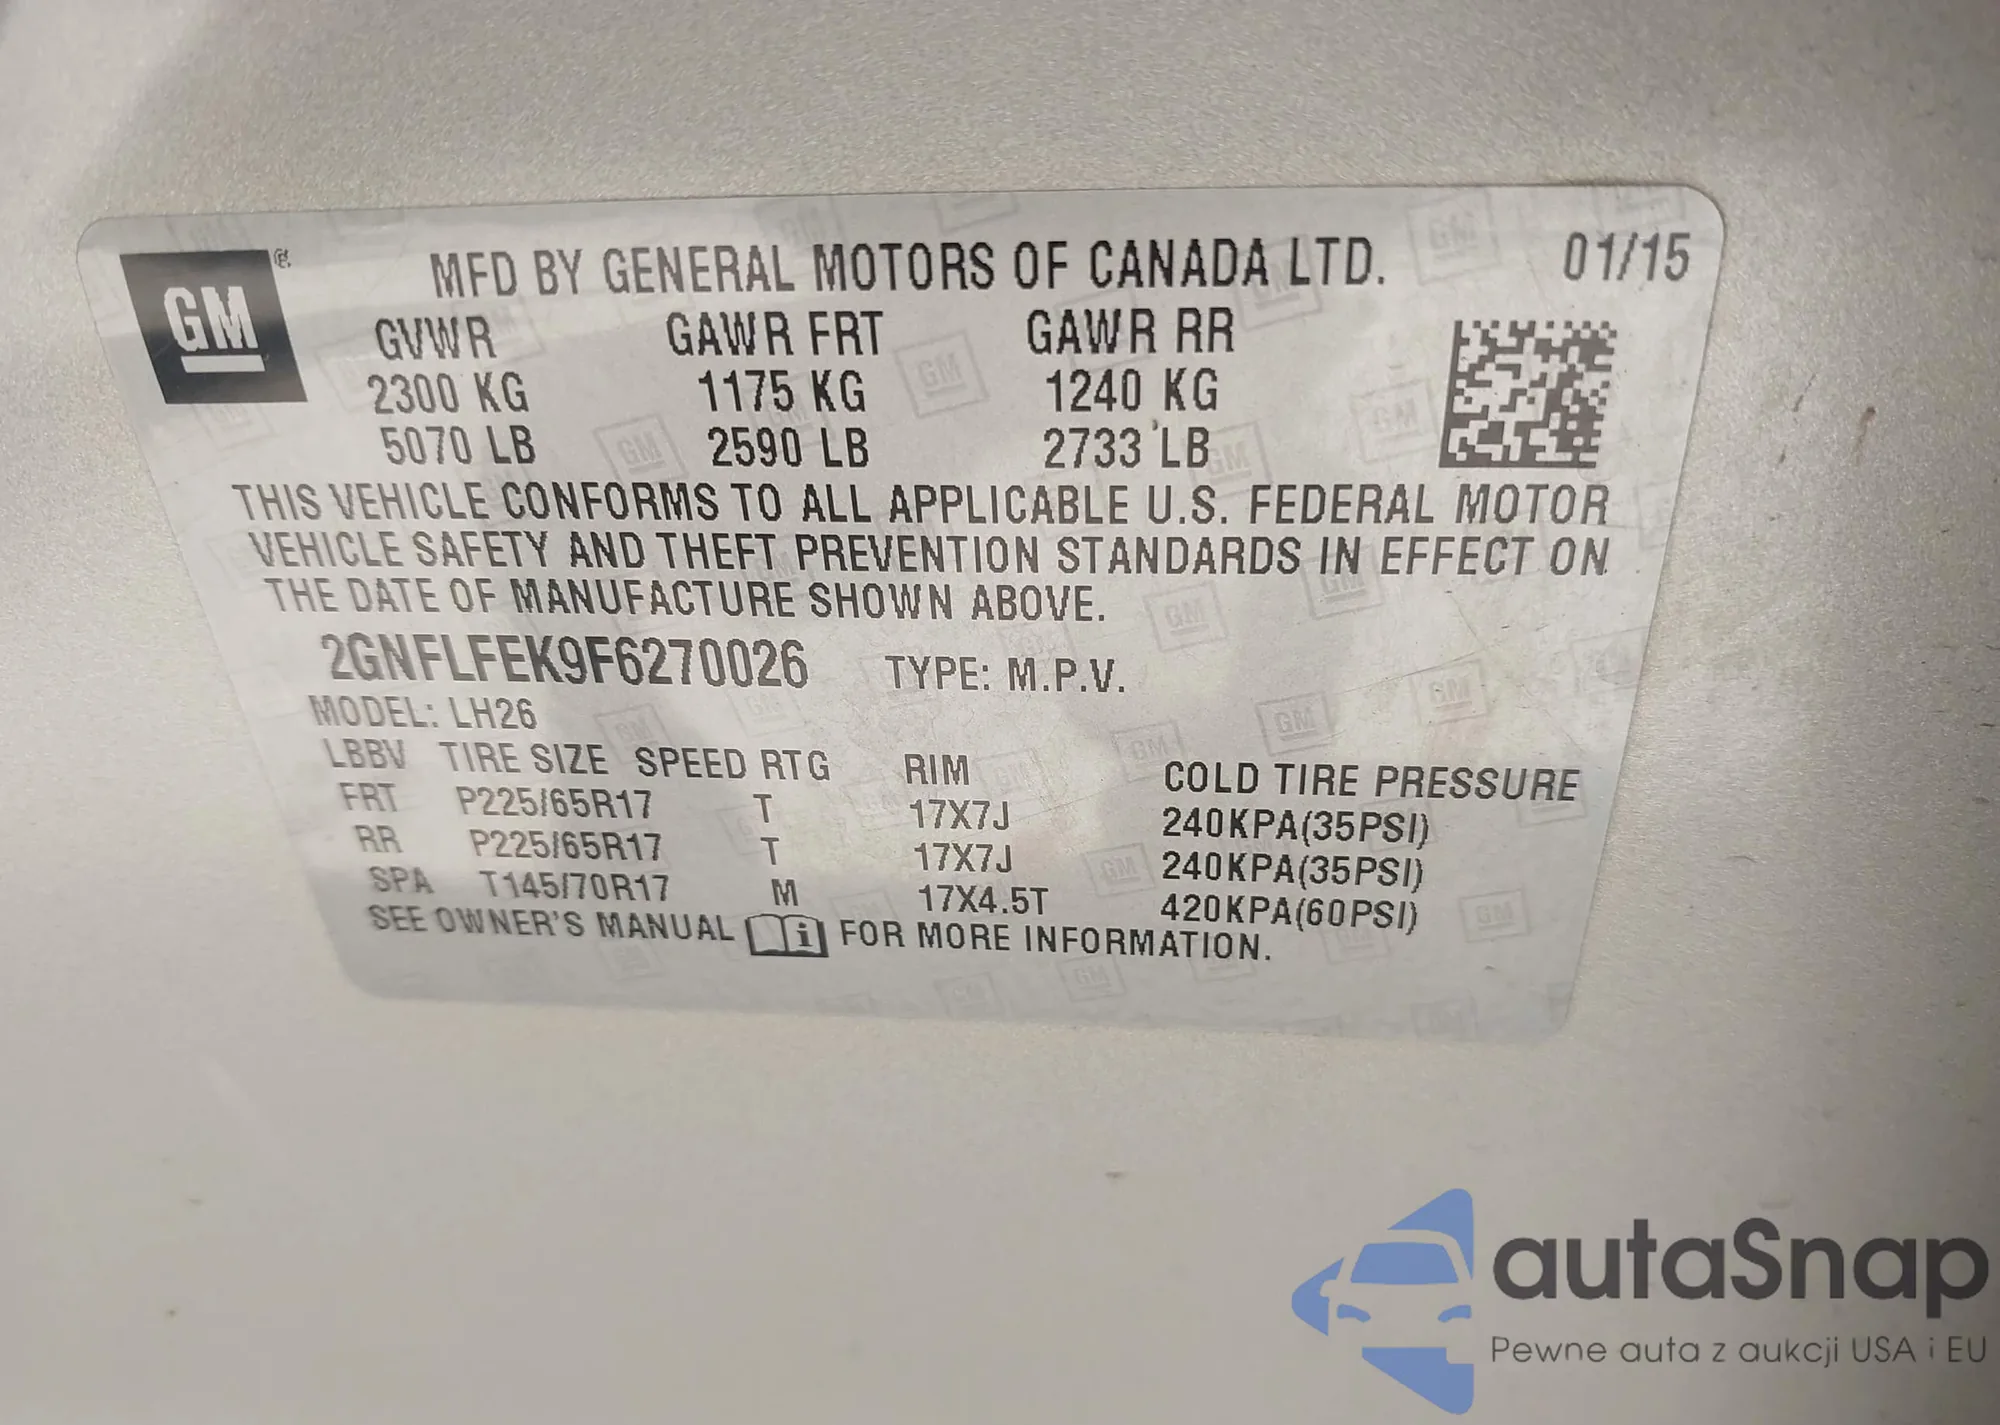 GM®
MFD BY GENERAL MOTORS OF CANADA LTD. 01/15
GVWR GAWR FRT GAWR RR
2300 KG 1175 KG 1240 KG
5070 LB 2590 LB 2733 LB
THIS VEHICLE CONFORMS TO ALL APPLICABLE U.S. FEDERAL MOTOR
VEHICLE SAFETY AND THEFT PREVENTION STANDARDS IN EFFECT ON
THE DATE OF MANUFACTURE SHOWN ABOVE.
2GNFLFEK9F6270026 TYPE: M.P.V.
MODEL: LH26
LBBV TIRE SIZE SPEED RTG RIM COLD TIRE PRESSURE
FRT P225/65R17 T 17X7J 240KPA(35PSI)
RR P225/65R17 T 17X7J 240KPA(35PSI)
SPA T145/70R17 M 17X4.5T 420KPA(60PSI)
SEE OWNER'S MANUAL i FOR MORE INFORMATION.
autaSnap
Pewne auta z aukcji USA i EU